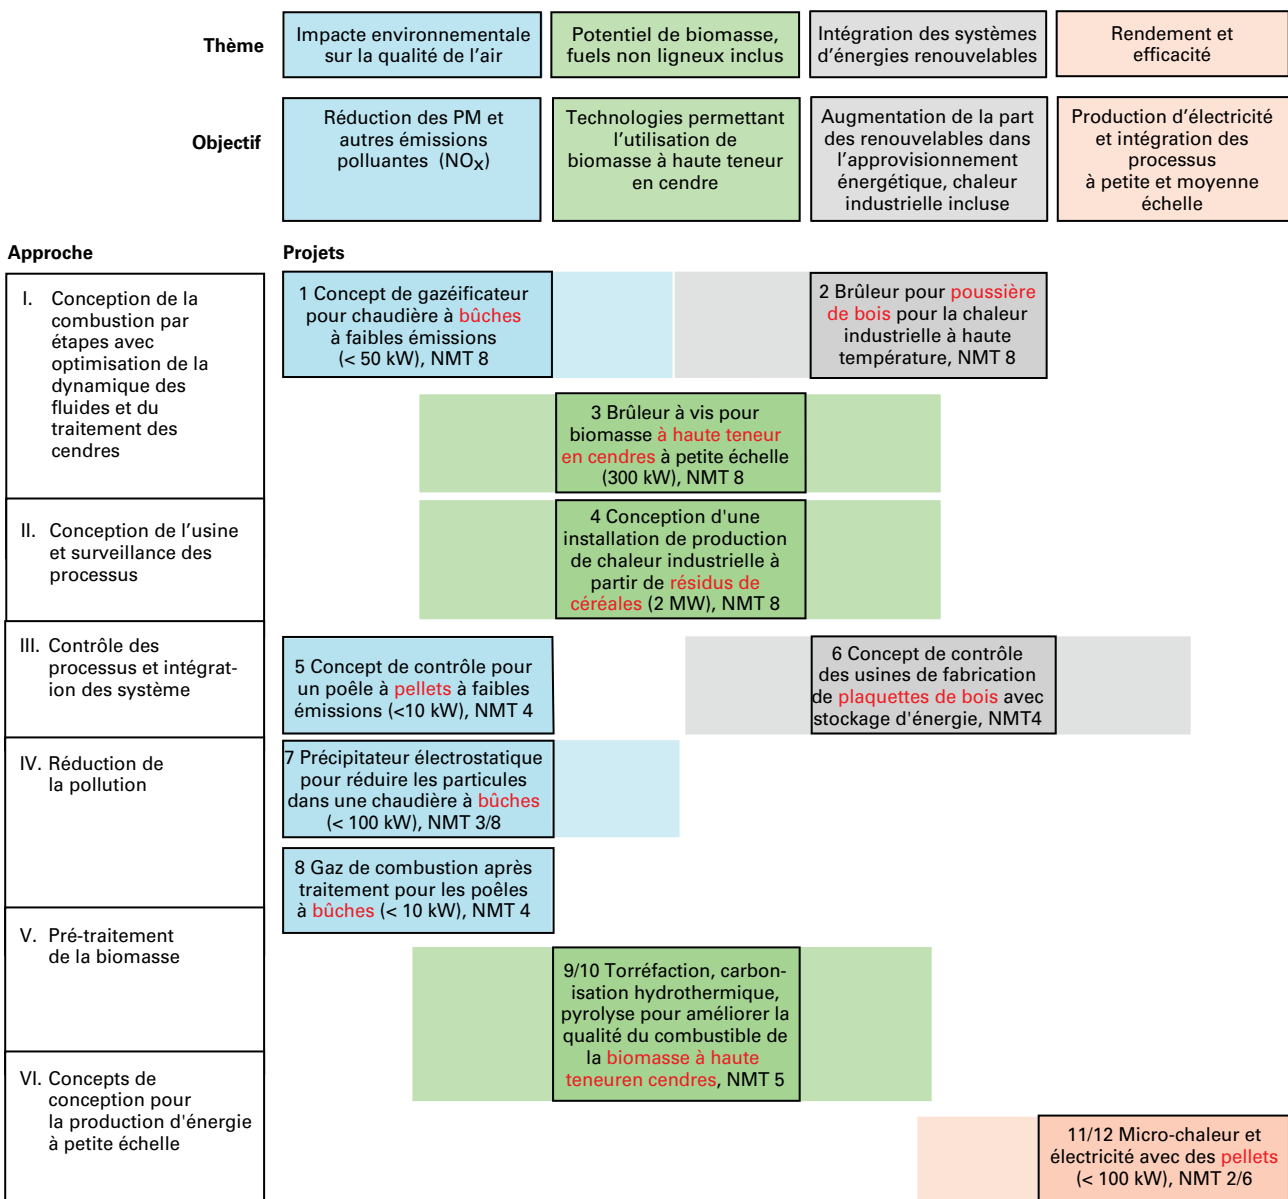 Thème
Impacte environnementale
sur la qualité de l’air
Potentiel de biomasse,
fuels non ligneux inclus
Intégration des systèmes
d’énergies renouvelables
Rendement et
efficacité
Objectif
Réduction des PM et
autres émissions
polluantes (NOX)
Technologies permettant
l’utilisation de
biomasse à haute teneur
en cendre
Augmentation de la part
des renouvelables dans
l’approvisionnement
énergétique, chaleur
industrielle incluse
Production d’électricité
et intégration des
processus
à petite et moyenne
échelle
Approche
Projets
I. Conception de la
combustion par
étapes avec
optimisation de la
dynamique des
fluides et du
traitement des
cendres
1 Concept de gazéificateur
pour chaudière à bûches
à faibles émissions
(< 50 kW), NMT 8
2 Brûleur pour poussière
de bois pour la chaleur
industrielle à haute
température, NMT 8
3 Brûleur à vis pour
biomasse à haute teneur
en cendres à petite échelle
(300 kW), NMT 8
II. Conception de l’usine
et surveillance des
processus
4 Conception d'une
installation de production
de chaleur industrielle à
partir de résidus de
céréales (2 MW), NMT 8
III. Contrôle des
processus et intégrat-
ion des système
5 Concept de contrôle pour
un poêle à pellets à faibles
émissions (<10 kW), NMT 4
6 Concept de contrôle
des usines de fabrication
de plaquettes de bois avec
stockage d'énergie, NMT4
IV. Réduction de
la pollution
7 Précipitateur électrostatique
pour réduire les particules
dans une chaudière à bûches
(< 100 kW), NMT 3/8
8 Gaz de combustion après
traitement pour les poêles
à bûches (< 10 kW), NMT 4
V. Pré-traitement
de la biomasse
9/10 Torréfaction, carbon-
isation hydrothermique,
pyrolyse pour améliorer la
qualité du combustible de
la biomasse à haute
teneuren cendres, NMT 5
VI. Concepts de
conception pour
la production d'énergie
à petite échelle
11/12 Micro-chaleur et
électricité avec des pellets
(< 100 kW), NMT 2/6